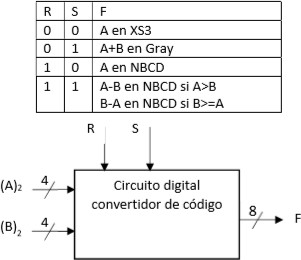 R S F
0 0 A en XS3
0 1 A+B en Gray
1 0 A en NBCD
1 1 A-B en NBCD si A>B
B-A en NBCD si B>=A
R S
(A)2 4
Circuito digital
convertidor de código
8 F
(B)2 4